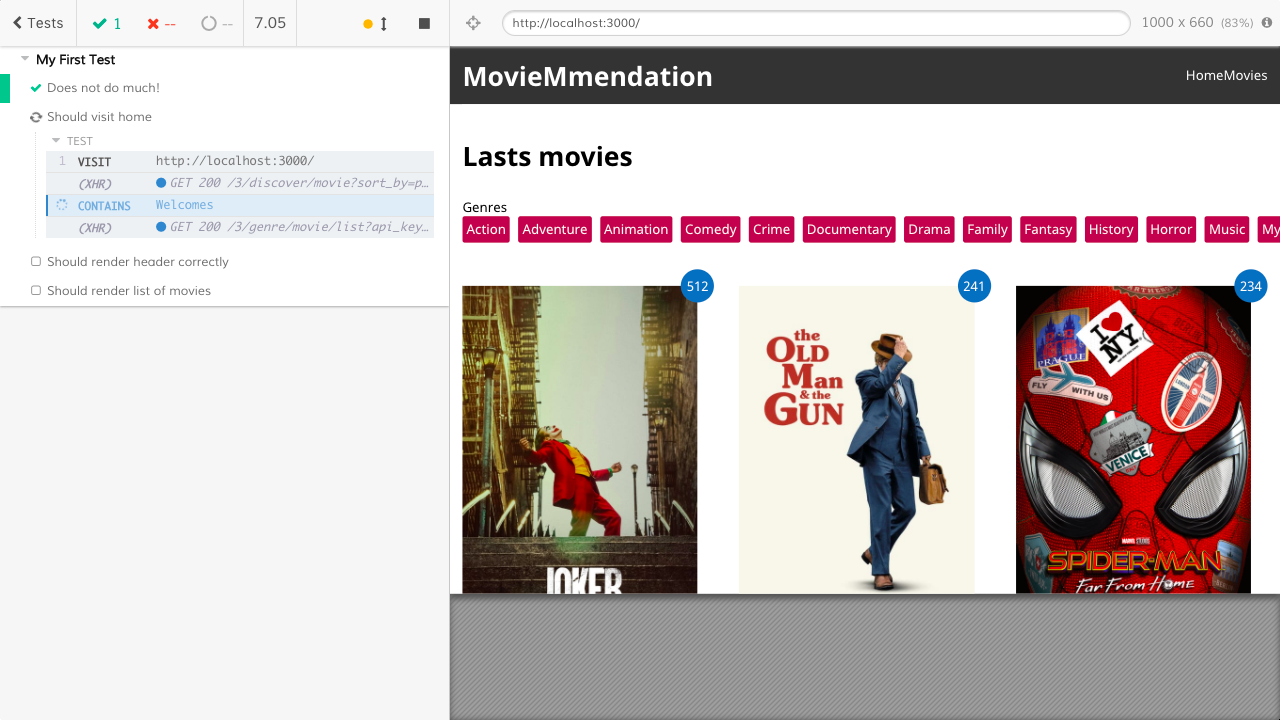 Tests
1
--
--
7.05
http://localhost:3000/
1000 x 660 (83%)
My First Test
Does not do much!
Should visit home
TEST
1 VISIT http://localhost:3000/
(XHR) GET 200 /3/discover/movie?sort_by=p…
CONTAINS Welcomes
(XHR) GET 200 /3/genre/movie/list?api_key…
Should render header correctly
Should render list of movies
MovieMmendation
HomeMovies
Lasts movies
Genres
Action Adventure Animation Comedy Crime Documentary Drama Family Fantasy History Horror Music My
512
241
234
JOKER
the
OLD
MAN
& the
GUN
I NY
PRAGUE
FLY WITH US
VENICE
MARVEL STUDIOS
SPIDER-MAN
Far From Home